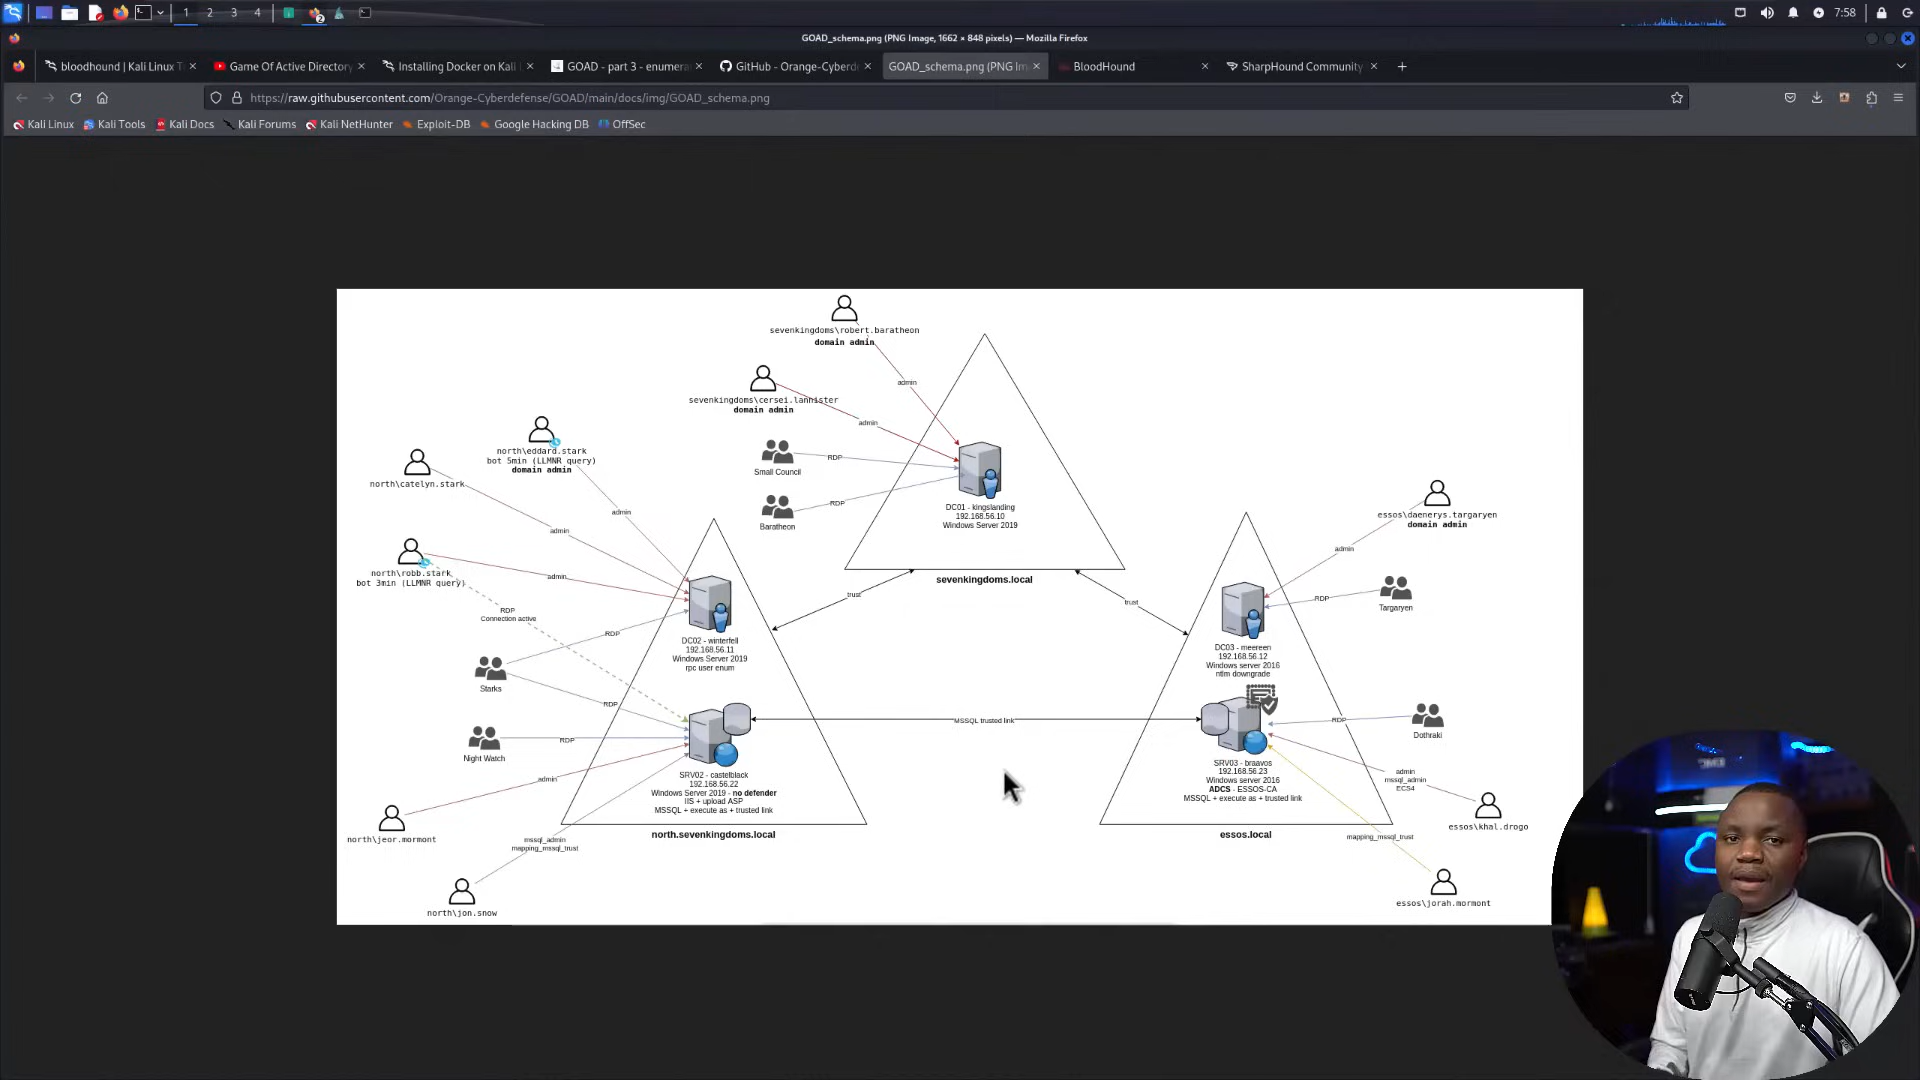 1
2
3
4
2
7:58
GOAD_schema.png (PNG Image, 1662 × 848 pixels) — Mozilla Firefox
bloodhound | Kali Linux T
Game Of Active Directory
Installing Docker on Kali
GOAD - part 3 - enumera
GitHub - Orange-Cyberde
GOAD_schema.png (PNG Im
BloodHound
SharpHound Community
https://raw.githubusercontent.com/Orange-Cyberdefense/GOAD/main/docs/img/GOAD_schema.png
Kali Linux
Kali Tools
Kali Docs
Kali Forums
Kali NetHunter
Exploit-DB
Google Hacking DB
OffSec
sevenkingdoms\robert.baratheon
domain admin
admin
sevenkingdoms\cersei.lannister
domain admin
admin
Small Council
RDP
Baratheon
RDP
DC01 - kingslanding
192.168.56.10
Windows Server 2019
sevenkingdoms.local
trust
trust
north\eddard.stark
bot 5min (LLMNR query)
domain admin
admin
north\catelyn.stark
admin
north\robb.stark
bot 3min (LLMNR query)
admin
RDP
Connection active
RDP
Starks
RDP
Night Watch
RDP
admin
north\jeor.mormont
mssql_admin
mapping_mssql_trust
north\jon.snow
DC02 - winterfell
192.168.56.11
Windows Server 2019
rpc user enum
SRV02 - castelblack
192.168.56.22
Windows Server 2019 - no defender
IIS + upload ASP
MSSQL + execute as + trusted link
north.sevenkingdoms.local
MSSQL trusted link
essos\daenerys.targaryen
domain admin
admin
RDP
Targaryen
DC03 - meereen
192.168.56.12
Windows server 2016
ntlm downgrade
RDP
Dothraki
SRV03 - braavos
192.168.56.23
Windows server 2016
ADCS - ESSOS-CA
MSSQL + execute as + trusted link
admin
mssql_admin
ECS4
essos\khal.drogo
mapping_mssql_trust
essos\jorah.mormont
essos.local